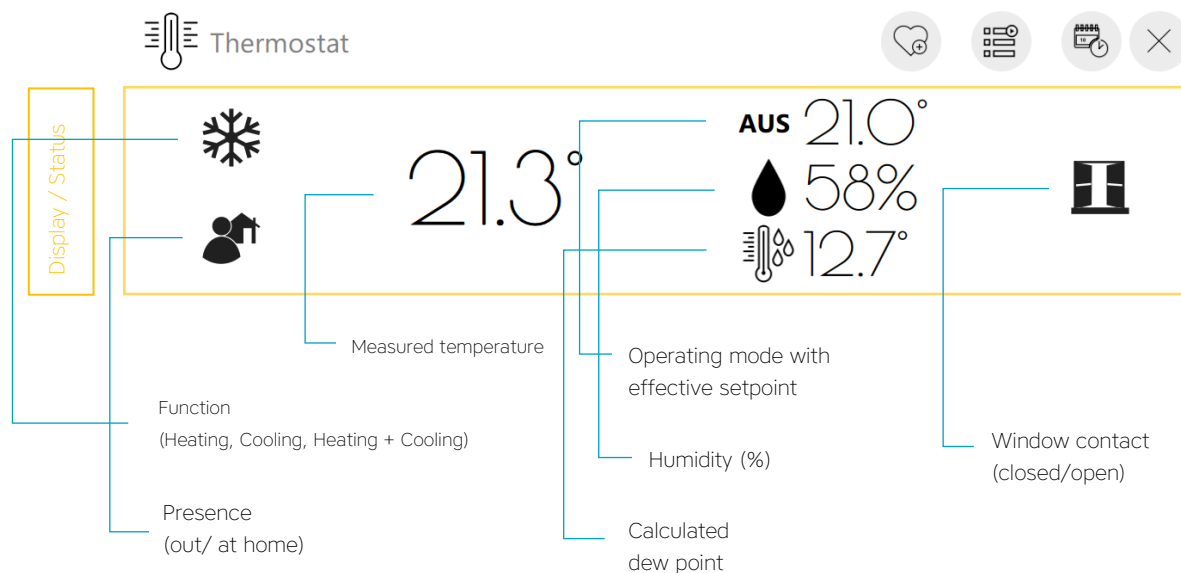 Thermostat
Display / Status
21.3°
AUS 21.0°
58%
12.7°
Measured temperature
Operating mode with
effective setpoint
Function
(Heating, Cooling, Heating + Cooling)
Humidity (%)
Window contact
(closed/open)
Presence
(out/ at home)
Calculated
dew point